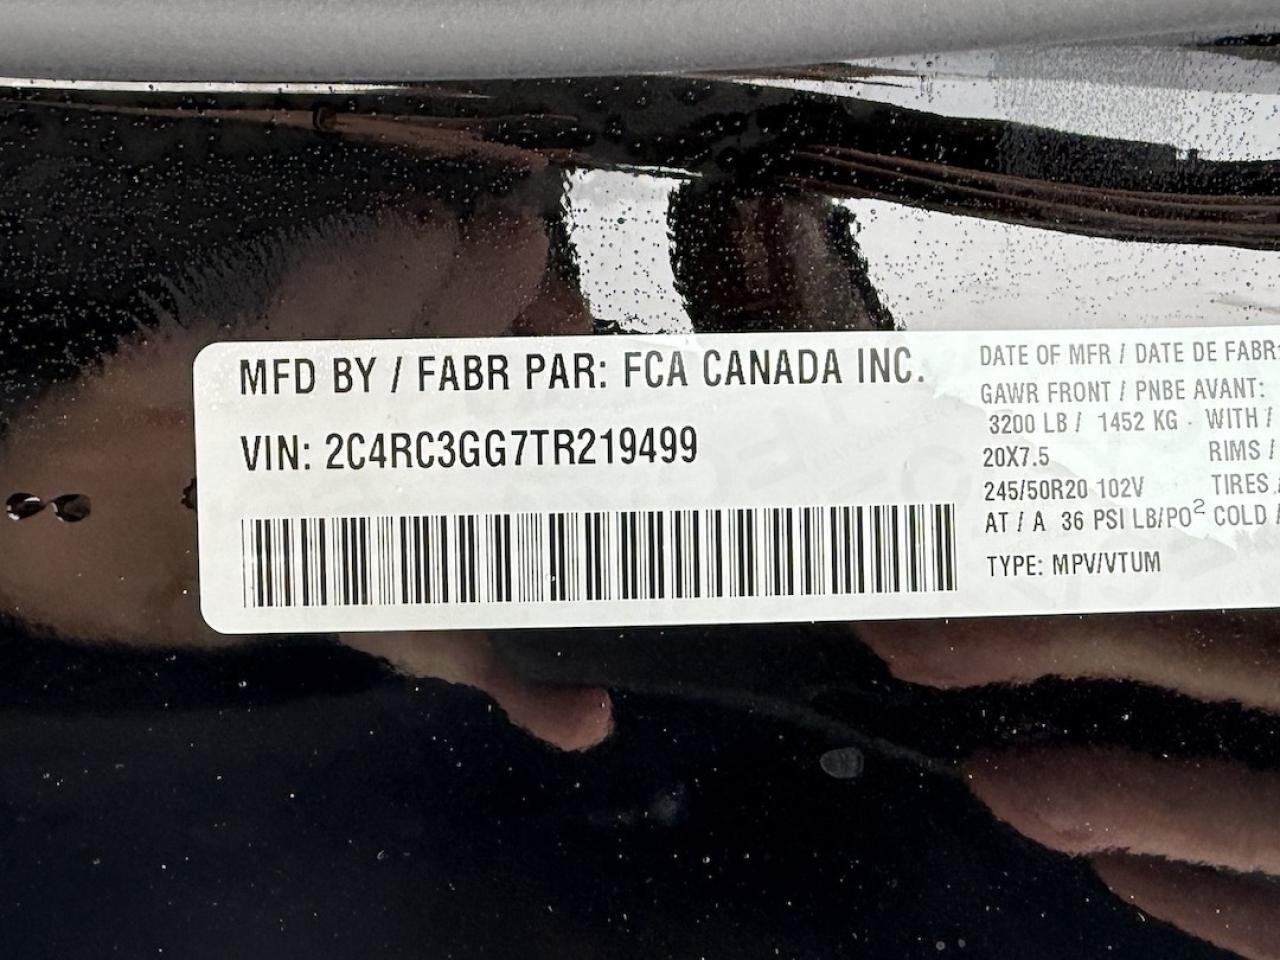 MFD BY / FABR PAR: FCA CANADA INC.
VIN: 2C4RC3GG7TR219499
DATE OF MFR / DATE DE FABR:
GAWR FRONT / PNBE AVANT:
3200 LB / 1452 KG WITH /
20X7.5 RIMS /
245/50R20 102V TIRES /
AT / A 36 PSI LB/PO² COLD /
TYPE: MPV/VTUM